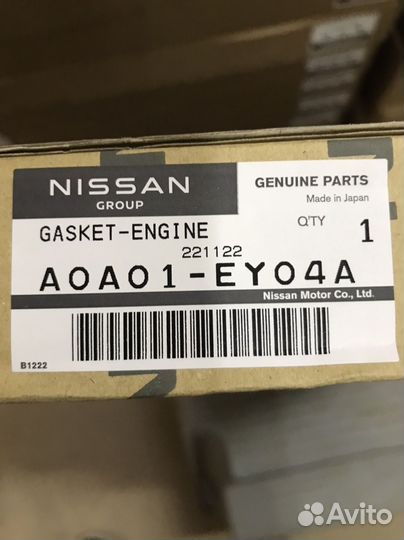 NISSAN
GROUP
GENUINE PARTS
Made in Japan
GASKET-ENGINE
Q'TY 1
221122
A0A01-EY04A
Nissan Motor Co., Ltd.
B1222
Avito